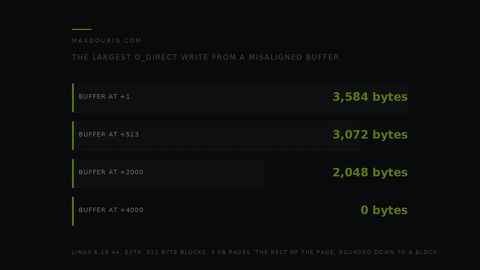 MAXDOURIN.COM
THE LARGEST O_DIRECT WRITE FROM A MISALIGNED BUFFER
BUFFER AT +1 3,584 bytes
BUFFER AT +513 3,072 bytes
BUFFER AT +2000 2,048 bytes
BUFFER AT +4000 0 bytes
LINUX 6.18.44, EXT4, 512 BYTE BLOCKS, 4 KB PAGES. THE REST OF THE PAGE, ROUNDED DOWN TO A BLOCK.